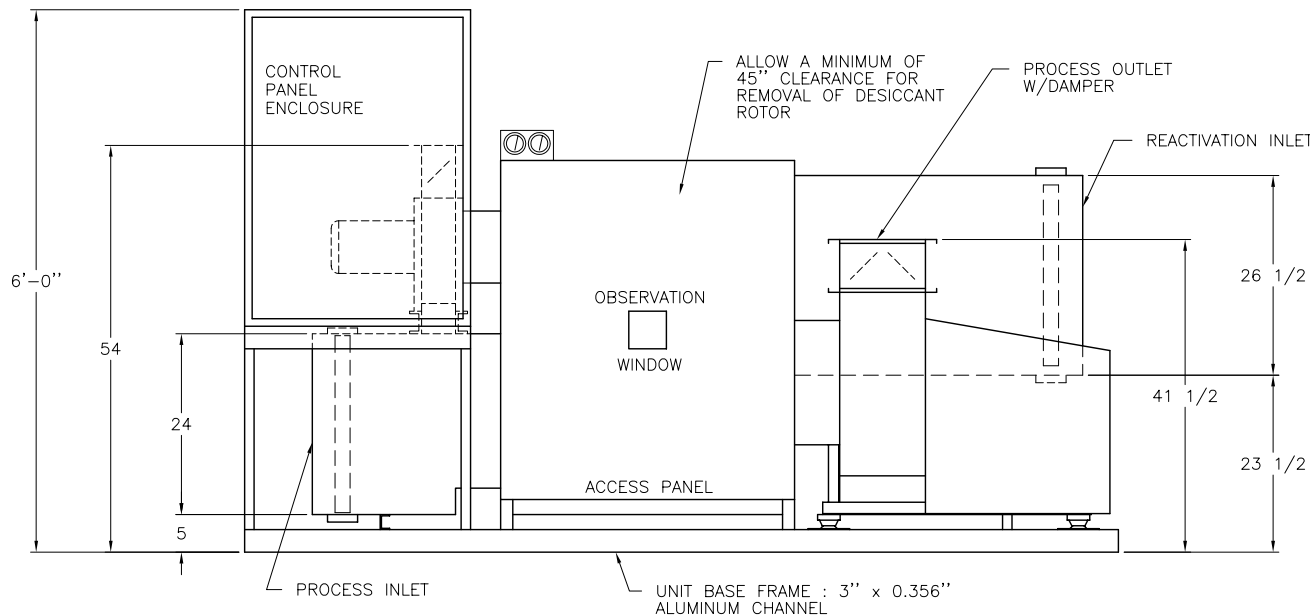 CONTROL
PANEL
ENCLOSURE
ALLOW A MINIMUM OF
45'' CLEARANCE FOR
REMOVAL OF DESICCANT
ROTOR
PROCESS OUTLET
W/DAMPER
REACTIVATION INLET
6'-0''
54
24
5
OBSERVATION
WINDOW
ACCESS PANEL
26 1/2
41 1/2
23 1/2
PROCESS INLET
UNIT BASE FRAME : 3'' x 0.356''
ALUMINUM CHANNEL